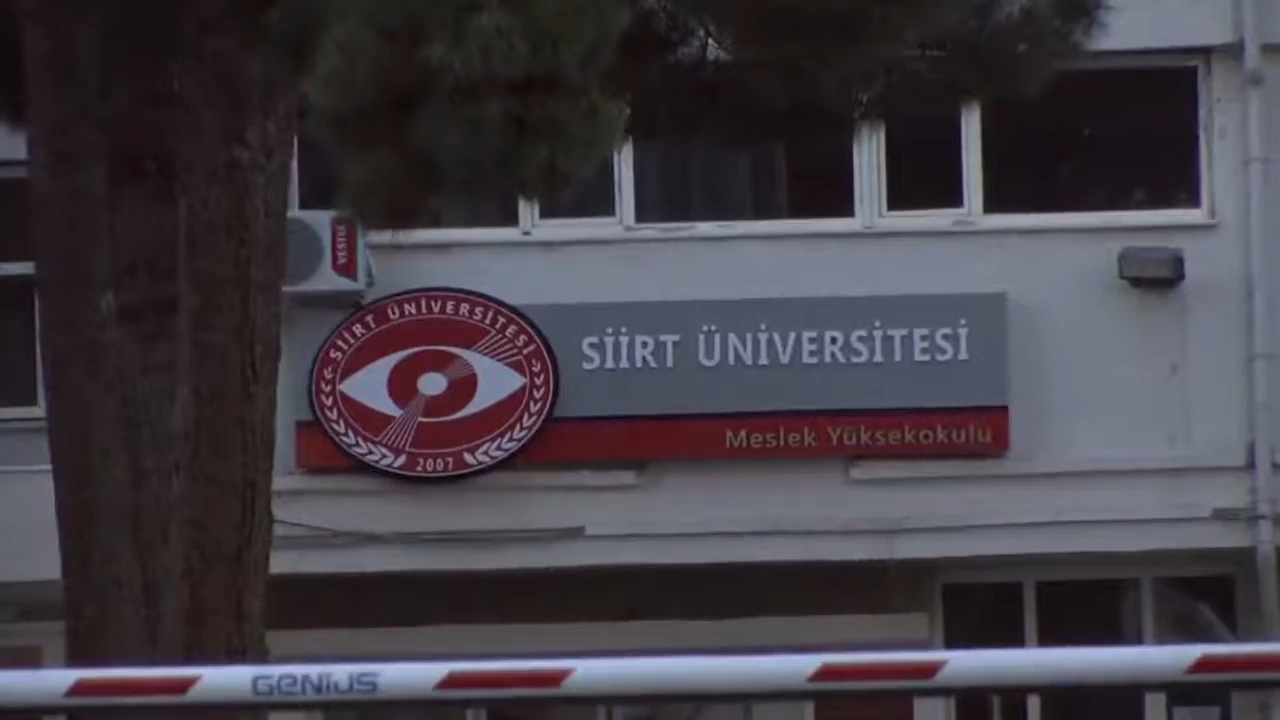 VESTEL
SİİRT ÜNİVERSİTESİ
2007
SİİRT ÜNİVERSİTESİ
Meslek Yüksekokulu
GENIUS